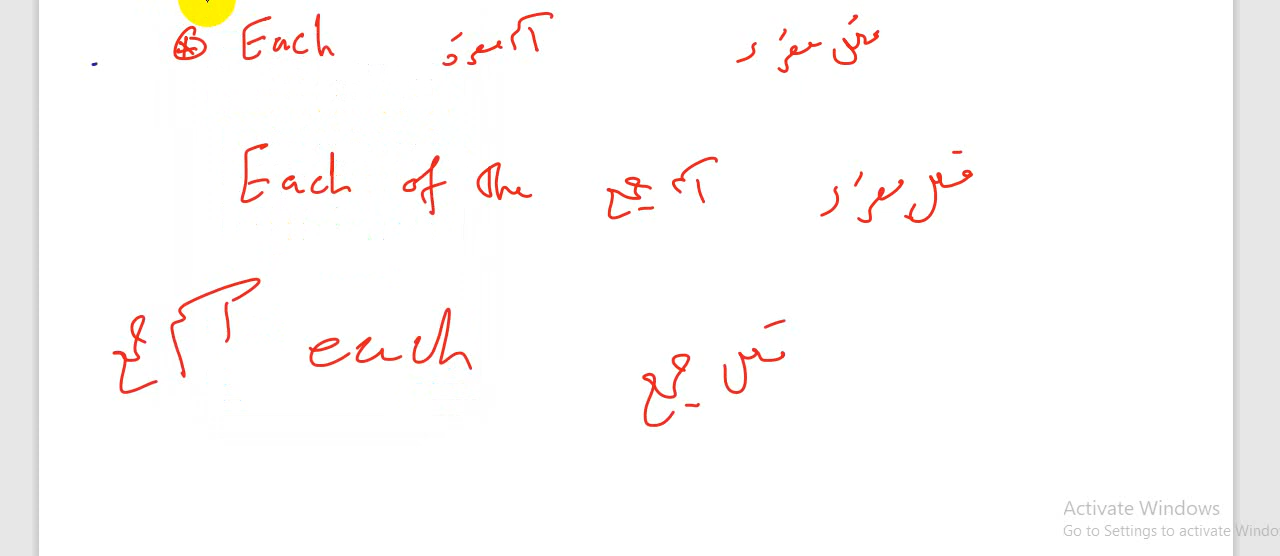 Each اسم مفرد فعل مفرد
Each of the اسم جمع فعل مفرد
اسم جمع each فعل جمع
Activate Windows
Go to Settings to activate Windo